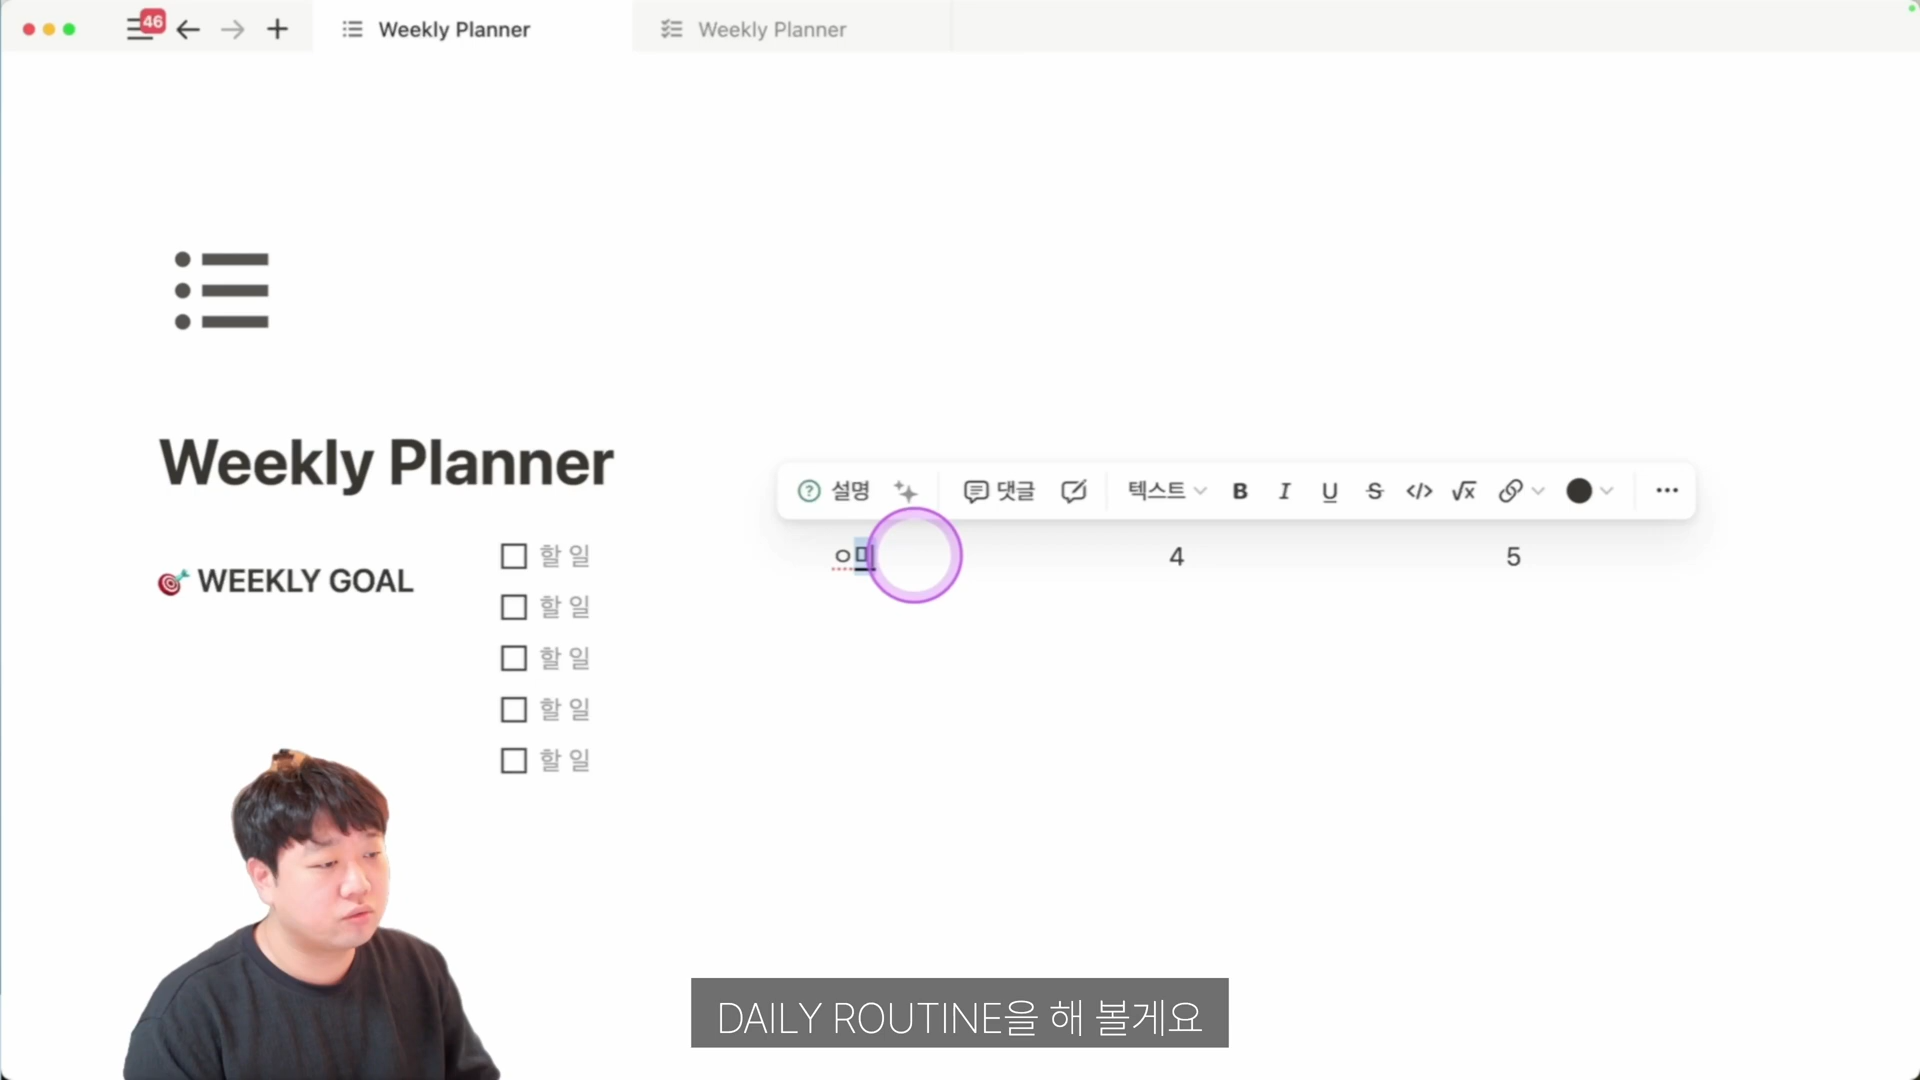 46
Weekly Planner
Weekly Planner
Weekly Planner
설명
댓글
텍스트
B I U S </> √x
🎯 WEEKLY GOAL
할 일
할 일
할 일
할 일
할 일
ㅇ미
4
5
DAILY ROUTINE을 해 볼게요